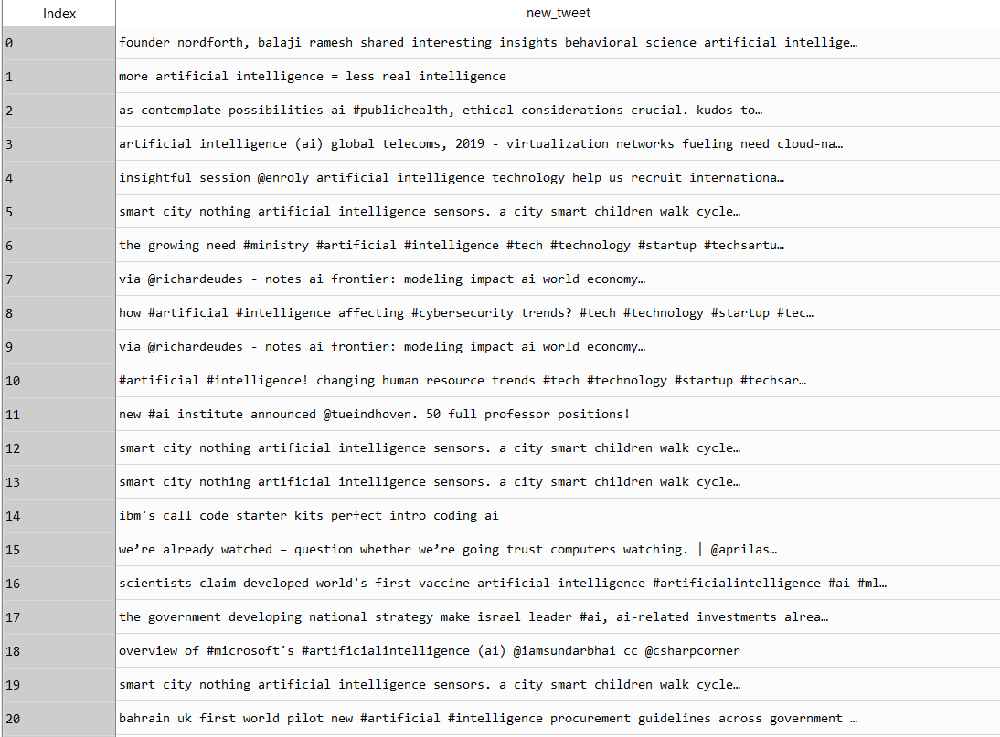 Index new_tweet
0 founder nordforth, balaji ramesh shared interesting insights behavioral science artificial intellige…
1 more artificial intelligence = less real intelligence
2 as contemplate possibilities ai #publichealth, ethical considerations crucial. kudos to…
3 artificial intelligence (ai) global telecoms, 2019 - virtualization networks fueling need cloud-na…
4 insightful session @enroly artificial intelligence technology help us recruit internationa…
5 smart city nothing artificial intelligence sensors. a city smart children walk cycle…
6 the growing need #ministry #artificial #intelligence #tech #technology #startup #techsartu…
7 via @richardeudes - notes ai frontier: modeling impact ai world economy…
8 how #artificial #intelligence affecting #cybersecurity trends? #tech #technology #startup #tec…
9 via @richardeudes - notes ai frontier: modeling impact ai world economy…
10 #artificial #intelligence! changing human resource trends #tech #technology #startup #techsar…
11 new #ai institute announced @tueindhoven. 50 full professor positions!
12 smart city nothing artificial intelligence sensors. a city smart children walk cycle…
13 smart city nothing artificial intelligence sensors. a city smart children walk cycle…
14 ibm's call code starter kits perfect intro coding ai
15 we’re already watched – question whether we’re going trust computers watching. | @aprilas…
16 scientists claim developed world's first vaccine artificial intelligence #artificialintelligence #ai #ml…
17 the government developing national strategy make israel leader #ai, ai-related investments alrea…
18 overview of #microsoft's #artificialintelligence (ai) @iamsundarbhai cc @csharpcorner
19 smart city nothing artificial intelligence sensors. a city smart children walk cycle…
20 bahrain uk first world pilot new #artificial #intelligence procurement guidelines across government …